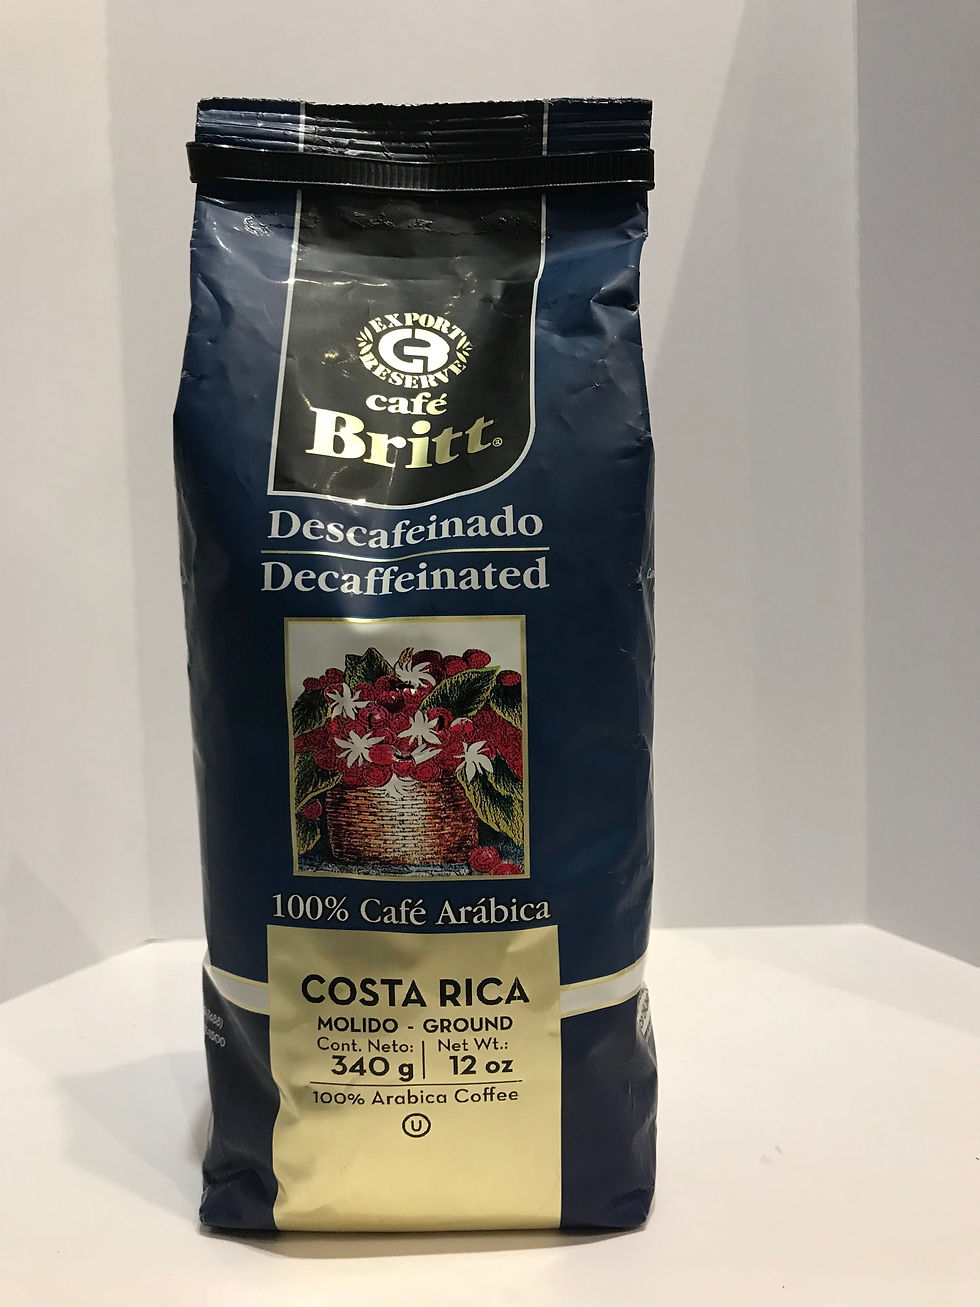 EXPORT
RESERVE
café
Britt®
Descafeinado
Decaffeinated
100% Café Arábica
COSTA RICA
MOLIDO - GROUND
Cont. Neto: | Net Wt.:
340 g | 12 oz
100% Arabica Coffee
U